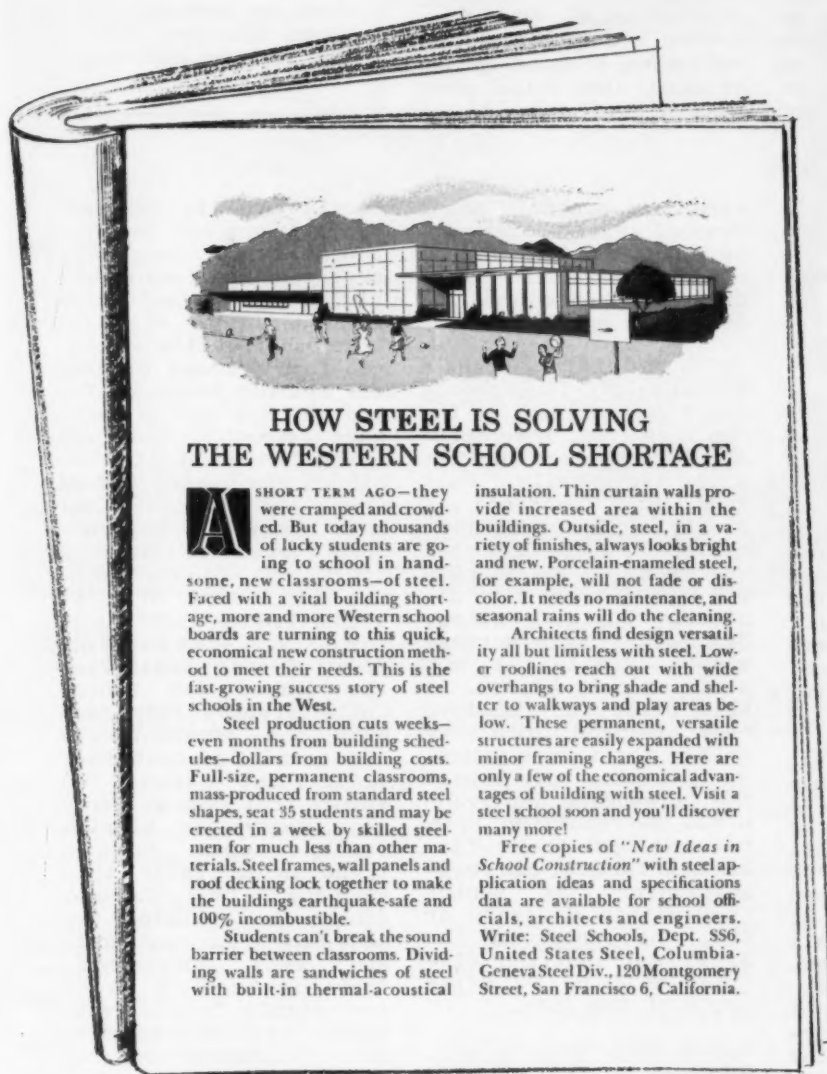 HOW STEEL IS SOLVING
THE WESTERN SCHOOL SHORTAGE
A SHORT TERM AGO—they
were cramped and crowd-
ed. But today thousands
of lucky students are go-
ing to school in hand-
some, new classrooms—of steel.
Faced with a vital building short-
age, more and more Western school
boards are turning to this quick,
economical new construction meth-
od to meet their needs. This is the
fast-growing success story of steel
schools in the West.
Steel production cuts weeks—
even months from building sched-
ules—dollars from building costs.
Full-size, permanent classrooms,
mass-produced from standard steel
shapes, seat 35 students and may be
erected in a week by skilled steel-
men for much less than other ma-
terials. Steel frames, wall panels and
roof decking lock together to make
the buildings earthquake-safe and
100% incombustible.
Students can't break the sound
barrier between classrooms. Divid-
ing walls are sandwiches of steel
with built-in thermal-acoustical
insulation. Thin curtain walls pro-
vide increased area within the
buildings. Outside, steel, in a va-
riety of finishes, always looks bright
and new. Porcelain-enameled steel,
for example, will not fade or dis-
color. It needs no maintenance, and
seasonal rains will do the cleaning.
Architects find design versatil-
ity all but limitless with steel. Low-
er rooflines reach out with wide
overhangs to bring shade and shel-
ter to walkways and play areas be-
low. These permanent, versatile
structures are easily expanded with
minor framing changes. Here are
only a few of the economical advan-
tages of building with steel. Visit a
steel school soon and you'll discover
many more!
Free copies of "New Ideas in
School Construction" with steel ap-
plication ideas and specifications
data are available for school offi-
cials, architects and engineers.
Write: Steel Schools, Dept. SS6,
United States Steel, Columbia-
Geneva Steel Div., 120 Montgomery
Street, San Francisco 6, California.